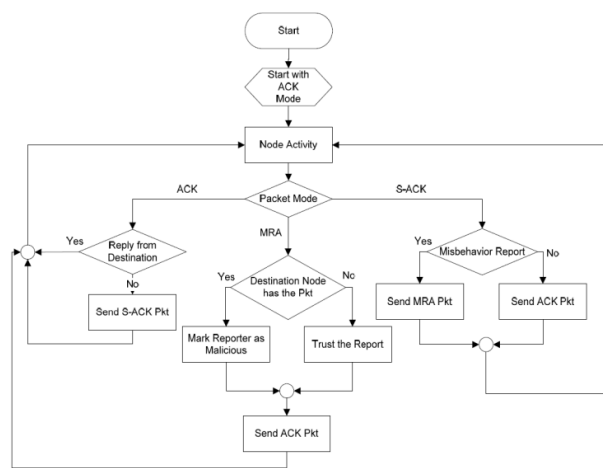 Start
Start with
ACK
Mode
Node Activity
ACK
Packet Mode
S-ACK
MRA
Yes
Reply from
Destination
No
Send S-ACK Pkt
Yes
Destination Node
has the Pkt
No
Mark Reporter as
Malicious
Trust the Report
Send ACK Pkt
Yes
Misbehavior Report
No
Send MRA Pkt
Send ACK Pkt